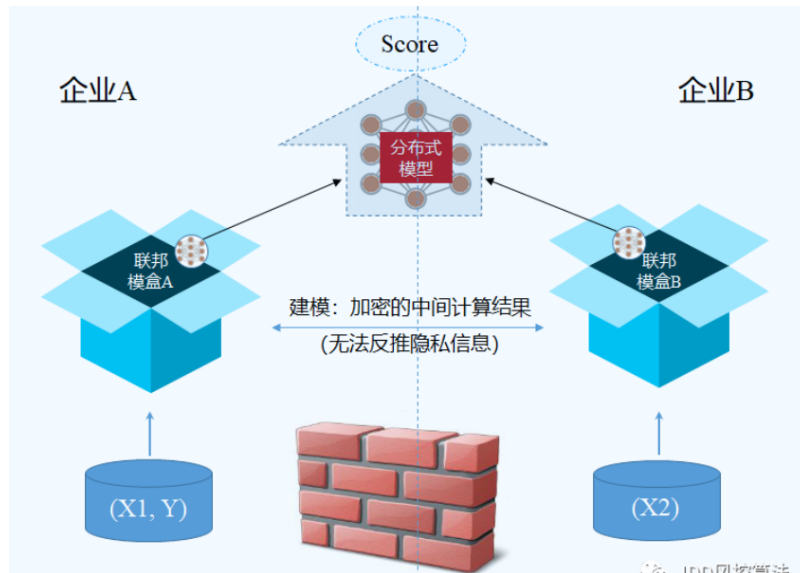 Score
企业A
企业B
分布式
模型
联邦
模盒A
联邦
模盒B
建模：加密的中间计算结果
(无法反推隐私信息)
(X1, Y)
(X2)